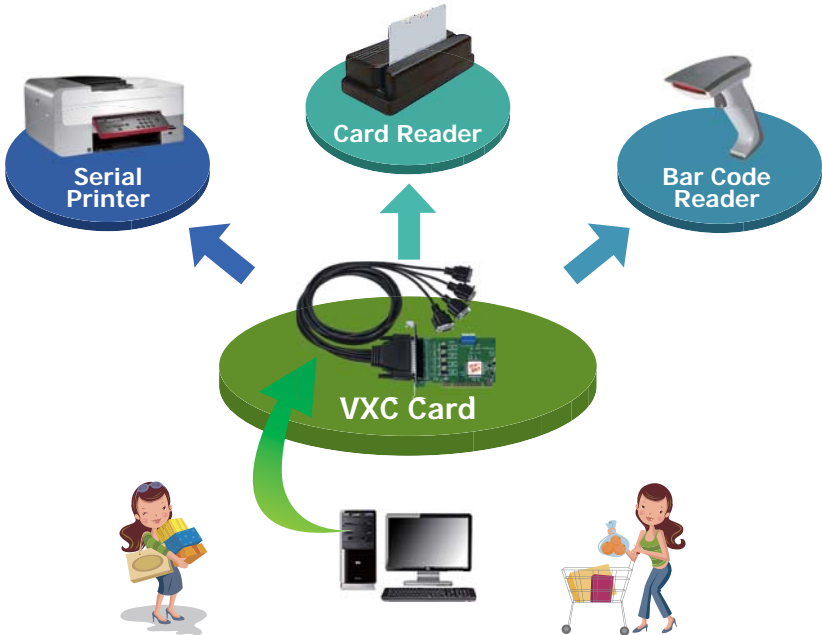 Card Reader
Serial
Printer
Bar Code
Reader
VXC Card